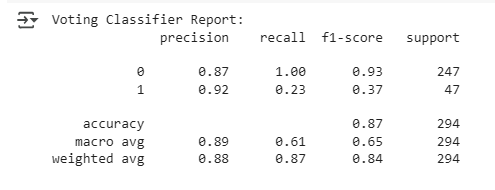 Voting Classifier Report:
precision recall f1-score support
0 0.87 1.00 0.93 247
1 0.92 0.23 0.37 47
accuracy 0.87 294
macro avg 0.89 0.61 0.65 294
weighted avg 0.88 0.87 0.84 294